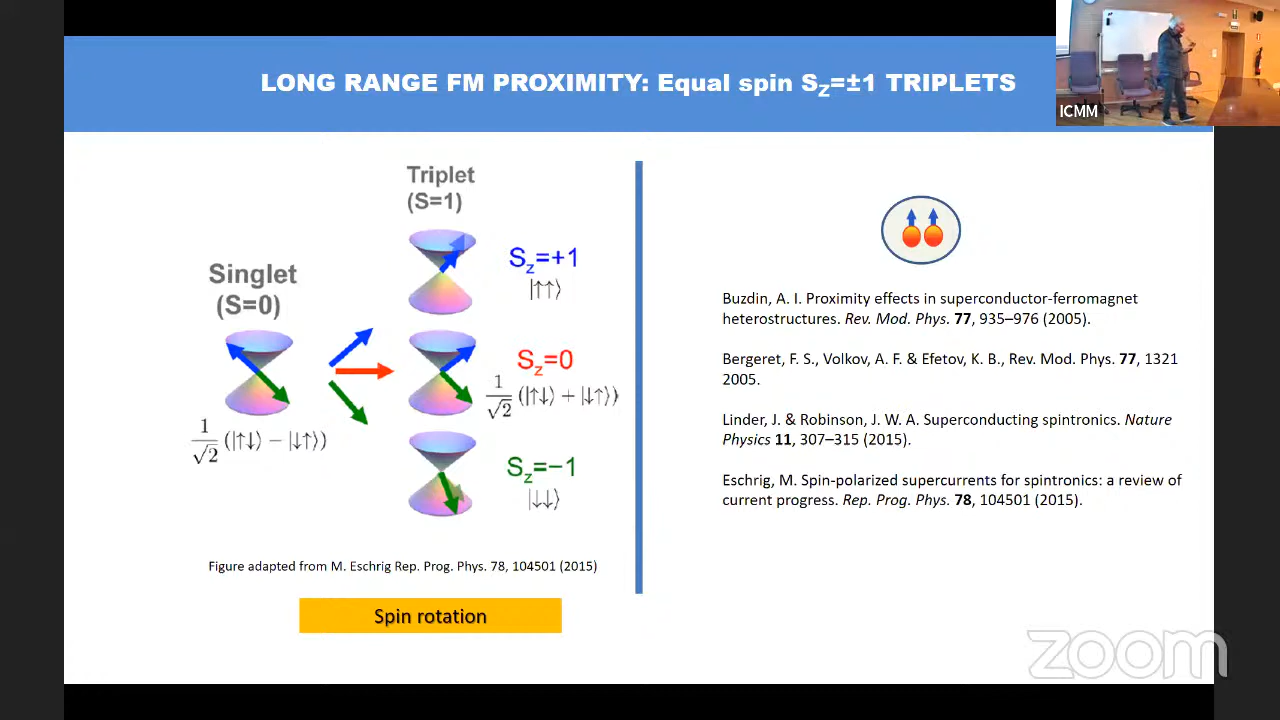 LONG RANGE FM PROXIMITY: Equal spin S_Z=±1 TRIPLETS
ICMM
Triplet
(S=1)
S_z=+1
|↑↑⟩
Singlet
(S=0)
S_z=0
1/√2 (|↑↓⟩ + |↓↑⟩)
1/√2 (|↑↓⟩ − |↓↑⟩)
S_z=−1
|↓↓⟩
Figure adapted from M. Eschrig Rep. Prog. Phys. 78, 104501 (2015)
Spin rotation
Buzdin, A. I. Proximity effects in superconductor-ferromagnet
heterostructures. Rev. Mod. Phys. 77, 935–976 (2005).
Bergeret, F. S., Volkov, A. F. & Efetov, K. B., Rev. Mod. Phys. 77, 1321
2005.
Linder, J. & Robinson, J. W. A. Superconducting spintronics. Nature
Physics 11, 307–315 (2015).
Eschrig, M. Spin-polarized supercurrents for spintronics: a review of
current progress. Rep. Prog. Phys. 78, 104501 (2015).
zoom